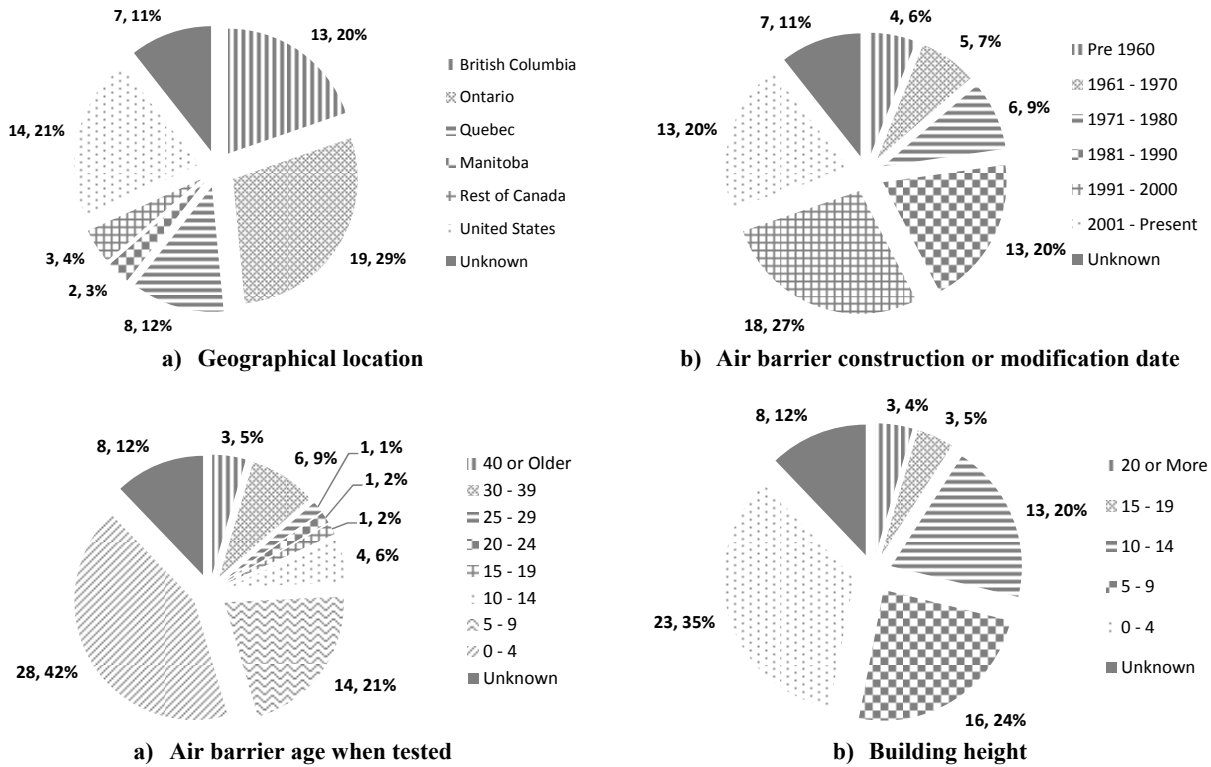 7, 11%
13, 20%
19, 29%
8, 12%
2, 3%
3, 4%
14, 21%
British Columbia
Ontario
Quebec
Manitoba
Rest of Canada
United States
Unknown
a) Geographical location
7, 11%
4, 6%
5, 7%
6, 9%
13, 20%
18, 27%
13, 20%
Pre 1960
1961 - 1970
1971 - 1980
1981 - 1990
1991 - 2000
2001 - Present
Unknown
b) Air barrier construction or modification date
8, 12%
3, 5%
6, 9%
1, 1%
1, 2%
1, 2%
4, 6%
14, 21%
28, 42%
40 or Older
30 - 39
25 - 29
20 - 24
15 - 19
10 - 14
5 - 9
0 - 4
Unknown
a) Air barrier age when tested
8, 12%
3, 4%
3, 5%
13, 20%
16, 24%
23, 35%
20 or More
15 - 19
10 - 14
5 - 9
0 - 4
Unknown
b) Building height